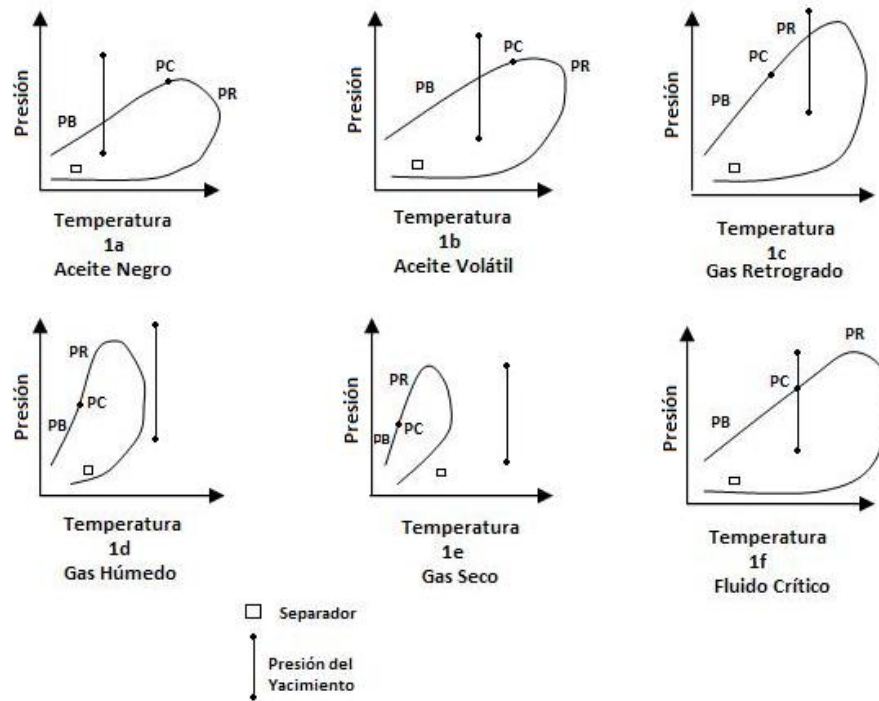 Presión
PB
PC
PR
Temperatura
1a
Aceite Negro
Presión
PB
PC
PR
Temperatura
1b
Aceite Volátil
Presión
PB
PC
PR
Temperatura
1c
Gas Retrogrado
Presión
PR
PB
PC
Temperatura
1d
Gas Húmedo
Presión
PR
PB
PC
Temperatura
1e
Gas Seco
Presión
PB
PC
PR
Temperatura
1f
Fluido Crítico
Separador
Presión del
Yacimiento